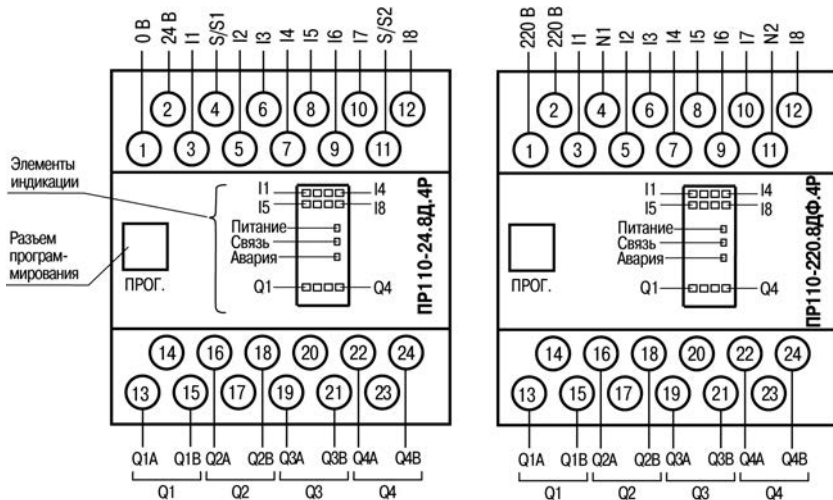 0 В 24 В I1 S/S1 I2 I3 I4 I5 I6 I7 S/S2 I8
2 4 6 8 10 12
1 3 5 7 9 11
Элементы
индикации
Разъем
програм-
мирования
ПРОГ.
I1 I4
I5 I8
Питание
Связь
Авария
Q1 Q4
ПР110-24.8Д.4Р
14 16 18 20 22 24
13 15 17 19 21 23
Q1A Q1B Q2A Q2B Q3A Q3B Q4A Q4B
Q1 Q2 Q3 Q4
220 В 220 В I1 N1 I2 I3 I4 I5 I6 I7 N2 I8
2 4 6 8 10 12
1 3 5 7 9 11
ПРОГ.
I1 I4
I5 I8
Питание
Связь
Авария
Q1 Q4
ПР110-220.8ДФ.4Р
14 16 18 20 22 24
13 15 17 19 21 23
Q1A Q1B Q2A Q2B Q3A Q3B Q4A Q4B
Q1 Q2 Q3 Q4